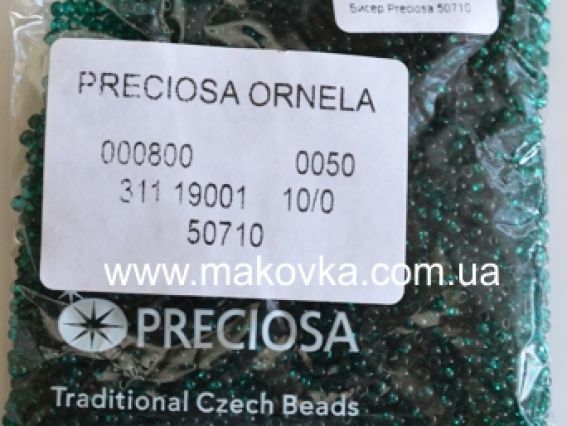 Бисер Preciosa 50710
PRECIOSA ORNELA
000800 0050
311 19001 10/0
50710
www.makovka.com.ua
PRECIOSA
Traditional Czech Beads